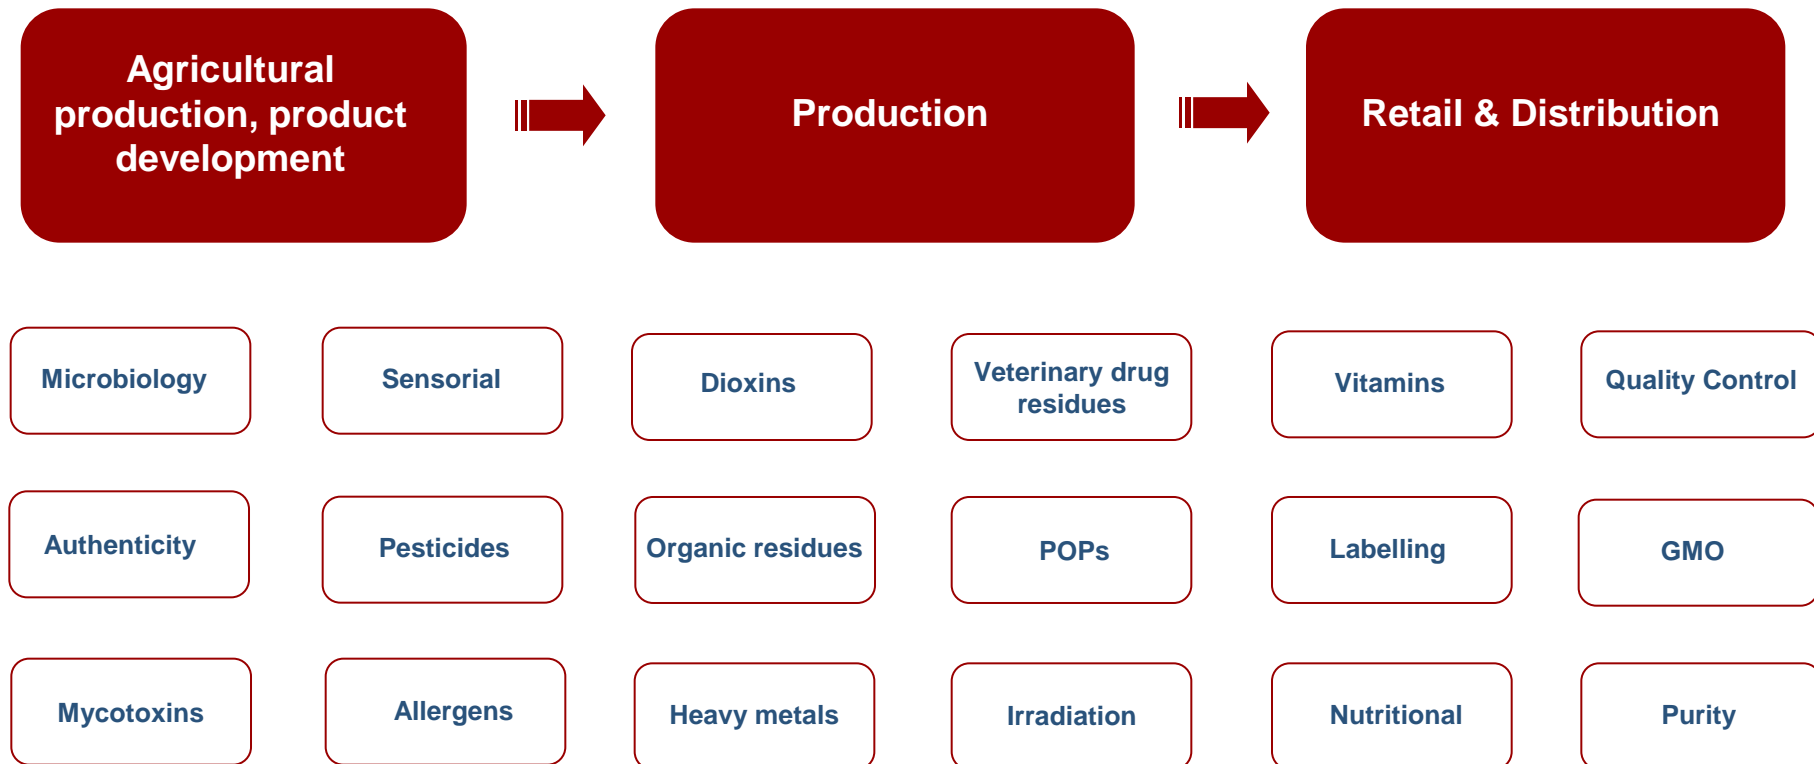 Agricultural
production, product
development
Production
Retail & Distribution
Microbiology
Sensorial
Dioxins
Veterinary drug
residues
Vitamins
Quality Control
Authenticity
Pesticides
Organic residues
POPs
Labelling
GMO
Mycotoxins
Allergens
Heavy metals
Irradiation
Nutritional
Purity